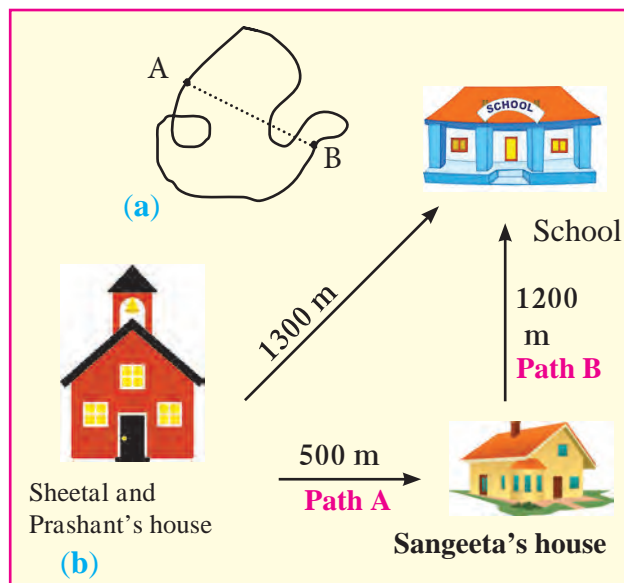 A
B
(a)
SCHOOL
School
1300 m
1200
m
Path B
500 m
Path A
Sheetal and
Prashant's house
(b)
Sangeeta's house